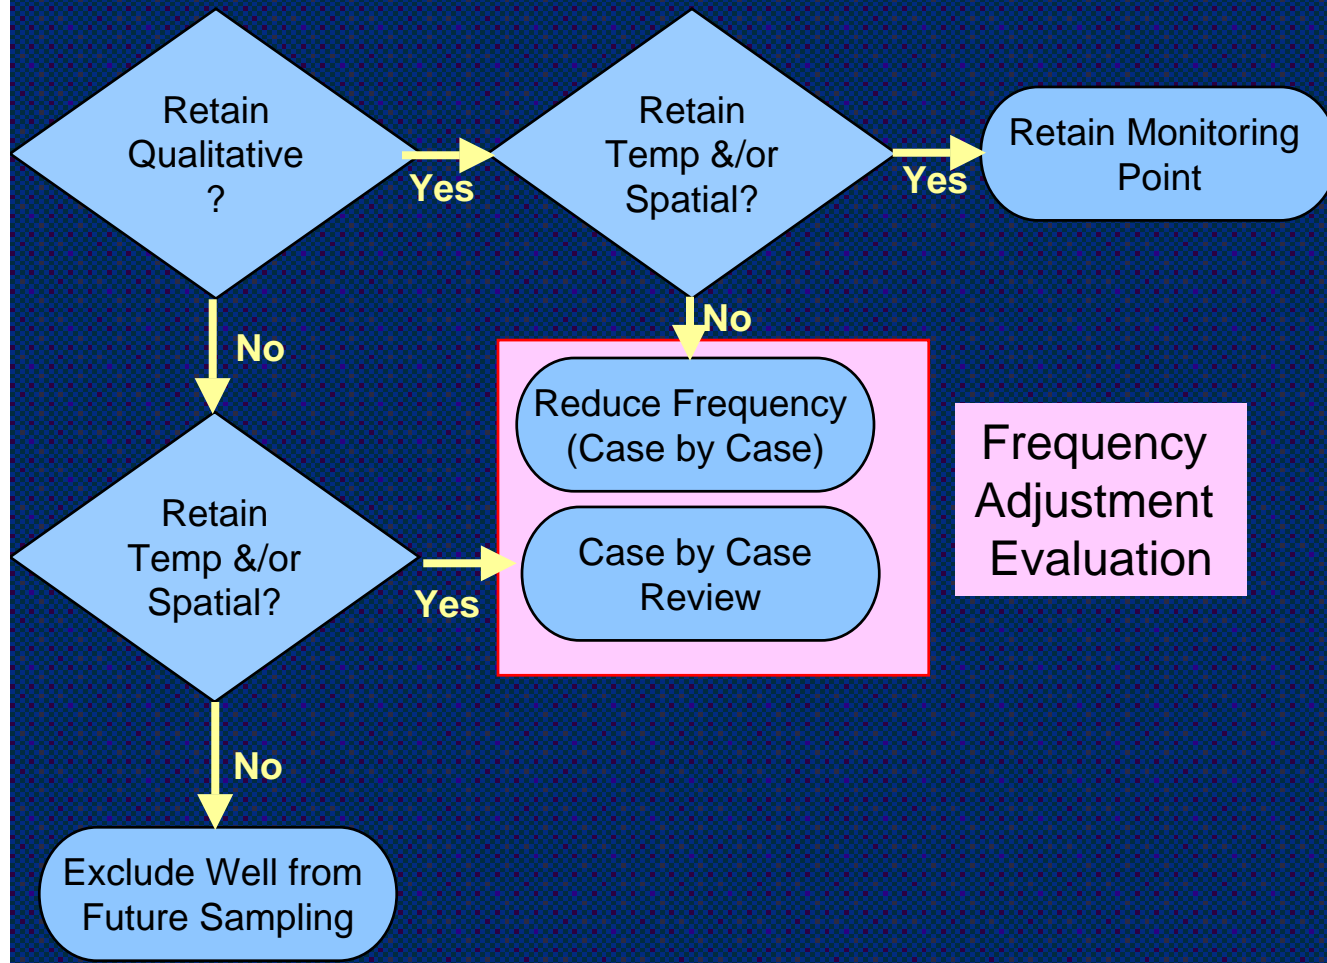 Retain
Qualitative
?
Yes
Retain
Temp &/or
Spatial?
Yes
Retain Monitoring
Point
No
No
Reduce Frequency
(Case by Case)
Frequency
Adjustment
Evaluation
Retain
Temp &/or
Spatial?
Yes
Case by Case
Review
No
Exclude Well from
Future Sampling